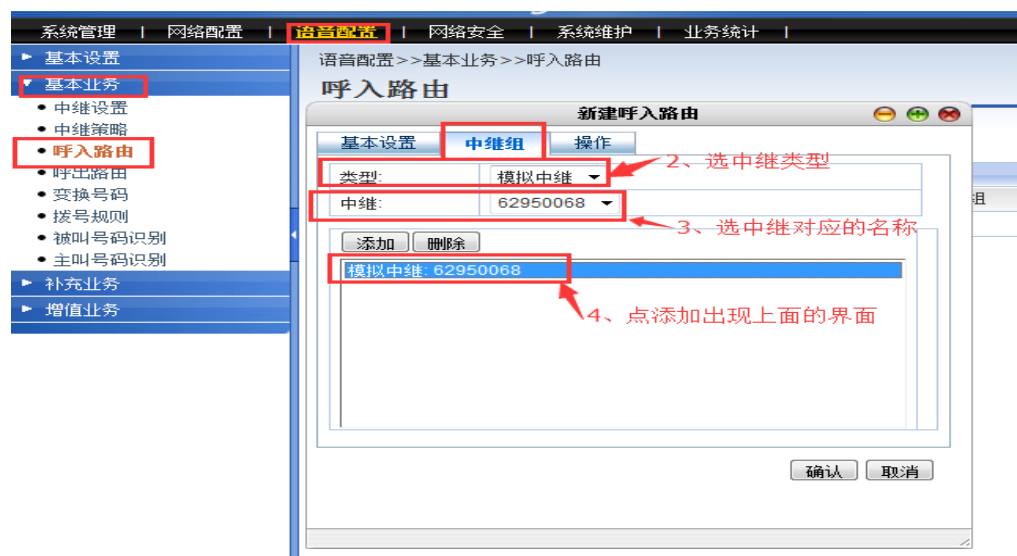 系统管理 | 网络配置 | 语音配置 | 网络安全 | 系统维护 | 业务统计 |
基本设置
基本业务
中继设置
中继策略
呼入路由
呼出路由
变换号码
拨号规则
被叫号码识别
主叫号码识别
补充业务
增值业务
语音配置>>基本业务>>呼入路由
呼入路由
新建呼入路由
基本设置 中继组 操作
类型: 模拟中继
2、选中继类型
中继: 62950068
3、选中继对应的名称
添加 删除
模拟中继: 62950068
4、点添加出现上面的界面
确认 取消
组